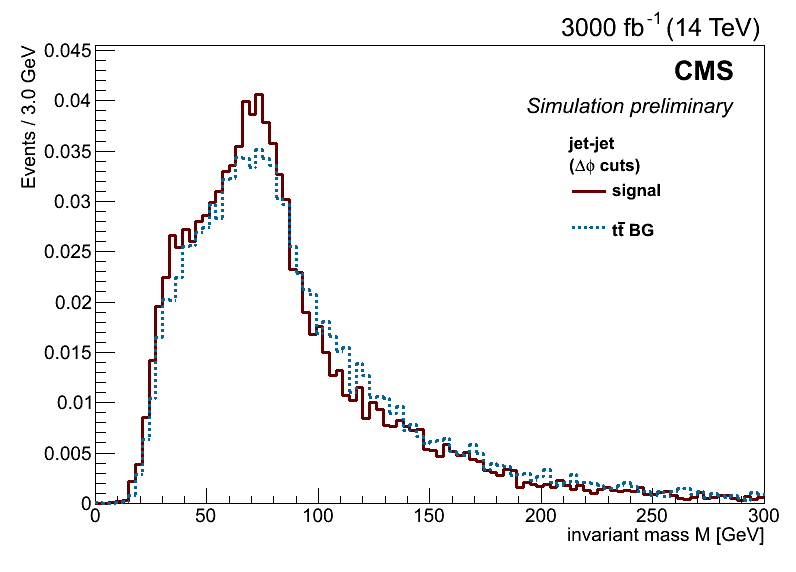 3000 fb⁻¹ (14 TeV)
Events / 3.0 GeV
0.045
0.04
0.035
0.03
0.025
0.02
0.015
0.01
0.005
0
CMS
Simulation preliminary
jet-jet
(Δϕ cuts)
signal
tt̄ BG
0 50 100 150 200 250 300
invariant mass M [GeV]